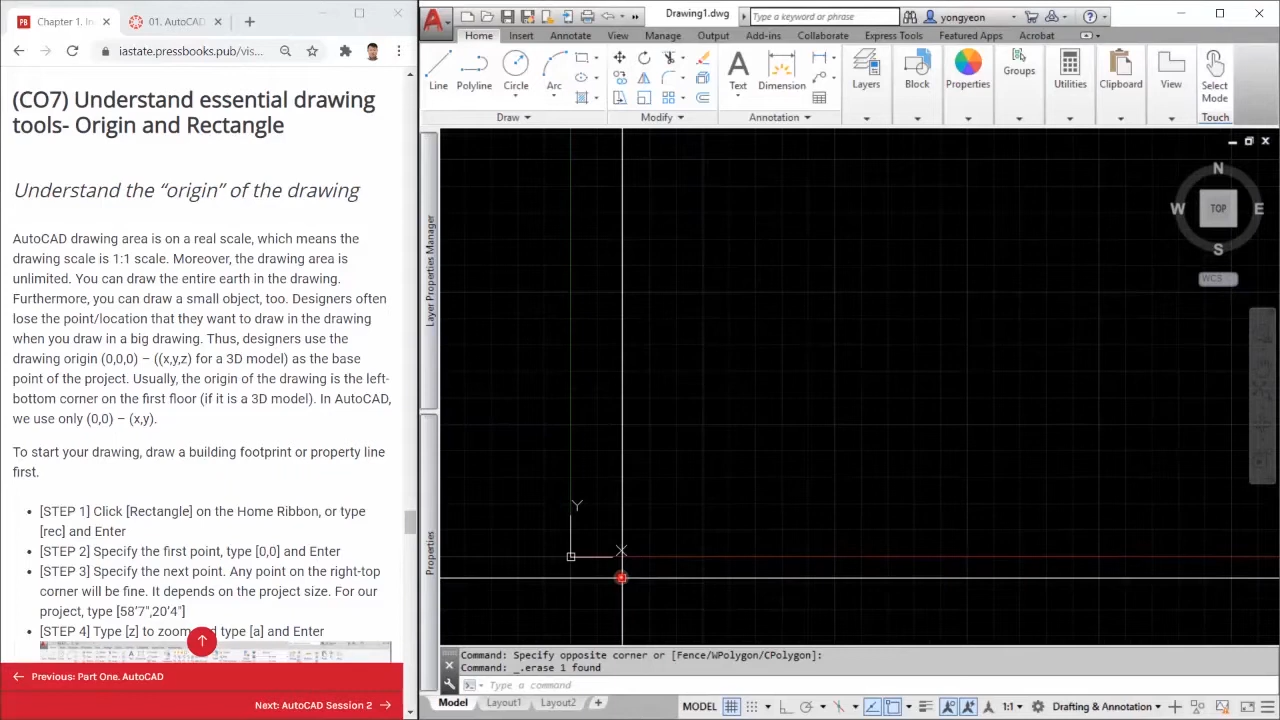 Chapter 1. In
01. AutoCAD
iastate.pressbooks.pub/vis...
(CO7) Understand essential drawing
tools- Origin and Rectangle
Understand the “origin” of the drawing
AutoCAD drawing area is on a real scale, which means the
drawing scale is 1:1 scale. Moreover, the drawing area is
unlimited. You can draw the entire earth in the drawing.
Furthermore, you can draw a small object, too. Designers often
lose the point/location that they want to draw in the drawing
when you draw in a big drawing. Thus, designers use the
drawing origin (0,0,0) – ((x,y,z) for a 3D model) as the base
point of the project. Usually, the origin of the drawing is the left-
bottom corner on the first floor (if it is a 3D model). In AutoCAD,
we use only (0,0) – (x,y).
To start your drawing, draw a building footprint or property line
first.
• [STEP 1] Click [Rectangle] on the Home Ribbon, or type
[rec] and Enter
• [STEP 2] Specify the first point, type [0,0] and Enter
• [STEP 3] Specify the next point. Any point on the right-top
corner will be fine. It depends on the project size. For our
project, type [58’7″,20’4″]
• [STEP 4] Type [z] to zoom type [a] and Enter
Previous: Part One. AutoCAD
Next: AutoCAD Session 2
Drawing1.dwg
Type a keyword or phrase
yongyeon
Home Insert Annotate View Manage Output Add-ins Collaborate Express Tools Featured Apps Acrobat
Line Polyline Circle Arc Text Dimension Layers Block Properties Groups Utilities Clipboard View Select
Mode
Draw Modify Annotation Touch
Layer Properties Manager
Properties
N
W TOP E
S
WCS
Y
X
Command: Specify opposite corner or [Fence/WPolygon/CPolygon]:
Command: _.erase 1 found
Type a command
Model Layout1 Layout2 +
MODEL 1:1 Drafting & Annotation